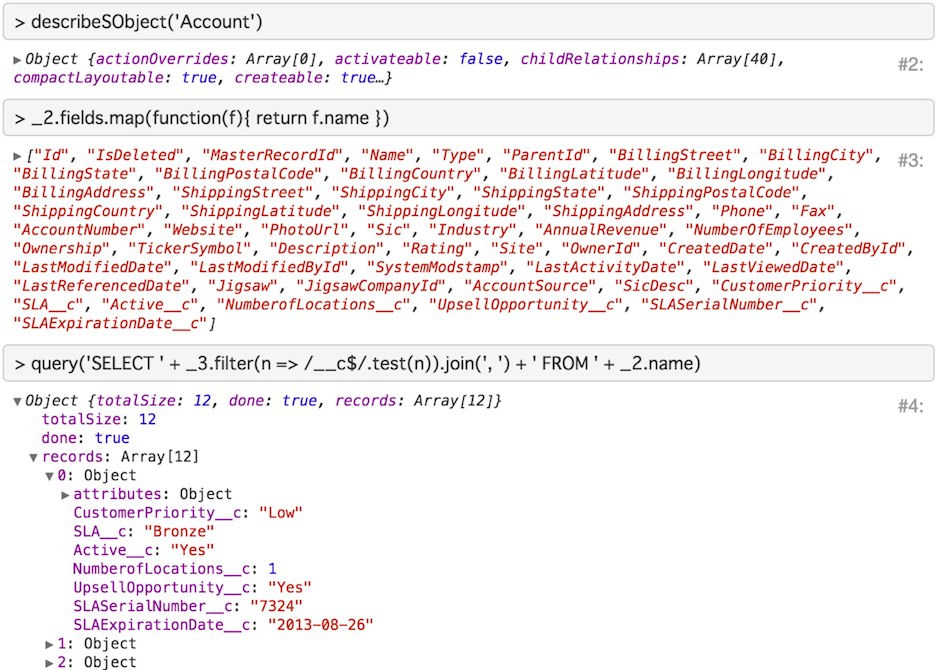 > describeSObject('Account')
▶Object {actionOverrides: Array[0], activateable: false, childRelationships: Array[40],
#2:
compactLayoutable: true, createable: true…}
> _2.fields.map(function(f){ return f.name })
▶["Id", "IsDeleted", "MasterRecordId", "Name", "Type", "ParentId", "BillingStreet", "BillingCity",
#3:
"BillingState", "BillingPostalCode", "BillingCountry", "BillingLatitude", "BillingLongitude",
"BillingAddress", "ShippingStreet", "ShippingCity", "ShippingState", "ShippingPostalCode",
"ShippingCountry", "ShippingLatitude", "ShippingLongitude", "ShippingAddress", "Phone", "Fax",
"AccountNumber", "Website", "PhotoUrl", "Sic", "Industry", "AnnualRevenue", "NumberOfEmployees",
"Ownership", "TickerSymbol", "Description", "Rating", "Site", "OwnerId", "CreatedDate", "CreatedById",
"LastModifiedDate", "LastModifiedById", "SystemModstamp", "LastActivityDate", "LastViewedDate",
"LastReferencedDate", "Jigsaw", "JigsawCompanyId", "AccountSource", "SicDesc", "CustomerPriority__c",
"SLA__c", "Active__c", "NumberofLocations__c", "UpsellOpportunity__c", "SLASerialNumber__c",
"SLAExpirationDate__c"]
> query('SELECT ' + _3.filter(n => /__c$/.test(n)).join(', ') + ' FROM ' + _2.name)
▼Object {totalSize: 12, done: true, records: Array[12]}
#4:
totalSize: 12
done: true
▼records: Array[12]
▼0: Object
▶attributes: Object
CustomerPriority__c: "Low"
SLA__c: "Bronze"
Active__c: "Yes"
NumberofLocations__c: 1
UpsellOpportunity__c: "Yes"
SLASerialNumber__c: "7324"
SLAExpirationDate__c: "2013-08-26"
▶1: Object
▶2: Object